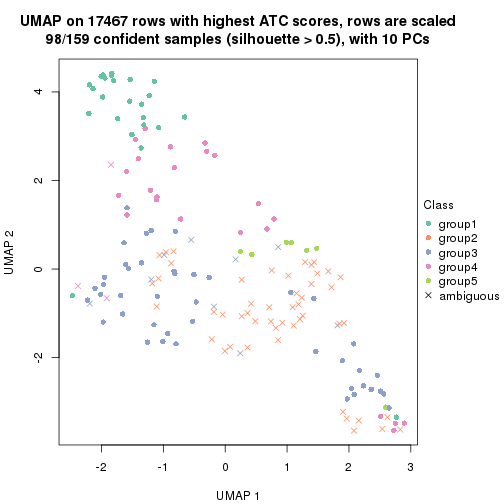 UMAP on 17467 rows with highest ATC scores, rows are scaled
98/159 confident samples (silhouette > 0.5), with 10 PCs
4
2
0
-2
UMAP 2
-2
-1
0
1
2
3
UMAP 1
Class
group1
group2
group3
group4
group5
ambiguous